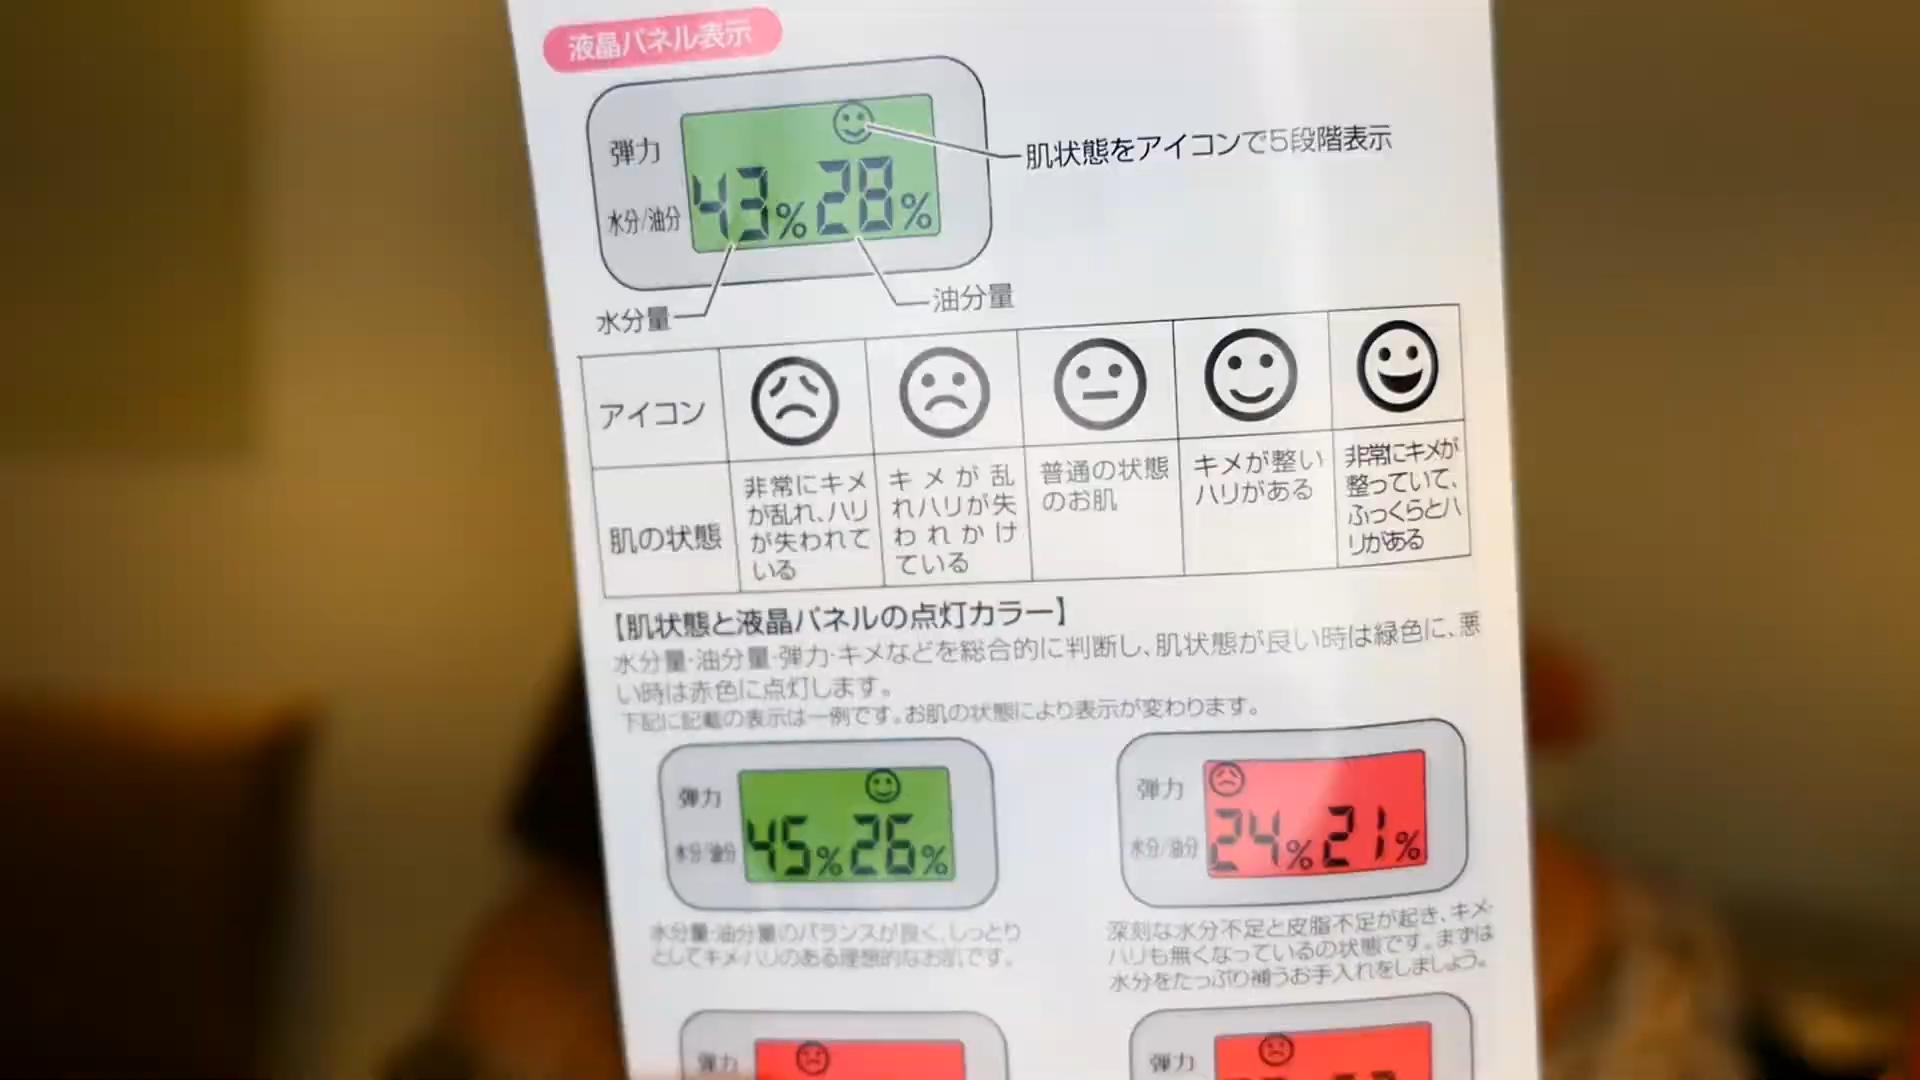 液晶パネル表示
弾力
水分/油分
43% 28%
肌状態をアイコンで5段階表示
水分量
油分量
アイコン
肌の状態
非常にキメ
が乱れ、ハリ
が失われて
いる
キメが乱
れハリが失
われかけ
ている
普通の状態
のお肌
キメが整い
ハリがある
非常にキメが
整っていて、
ふっくらとハ
リがある
【肌状態と液晶パネルの点灯カラー】
水分量・油分量・弾力・キメなどを総合的に判断し、肌状態が良い時は緑色に、悪
い時は赤色に点灯します。
下記に記載の表示は一例です。お肌の状態により表示が変わります。
弾力
水分/油分
45% 26%
水分量・油分量のバランスが良く、しっとり
としてキメ・ハリのある理想的なお肌です。
弾力
水分/油分
24% 21%
深刻な水分不足と皮脂不足が起き、キメ・
ハリも無くなっているの状態です。まずは
水分をたっぷり補うお手入れをしましょう。
弾力
弾力